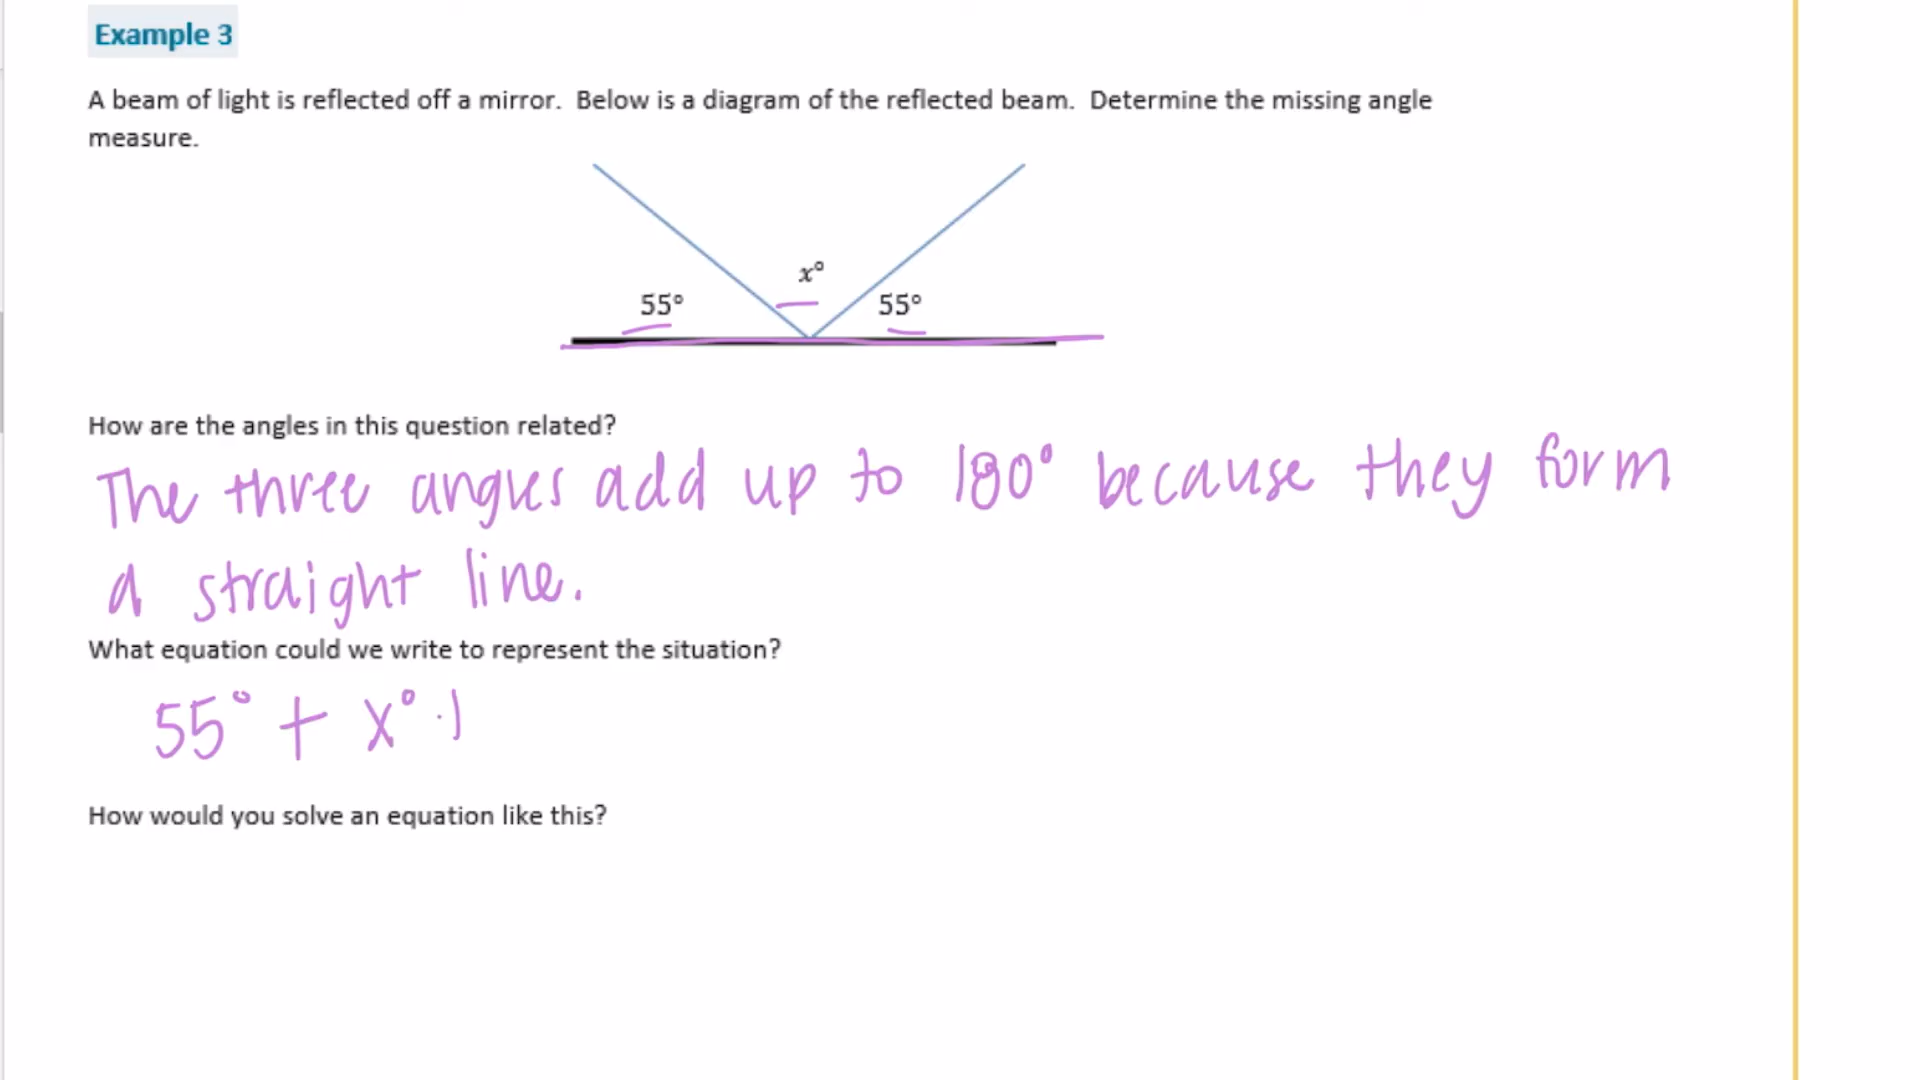 Example 3
A beam of light is reflected off a mirror. Below is a diagram of the reflected beam. Determine the missing angle
measure.
x°
55° 55°
How are the angles in this question related?
The three angles add up to 180° because they form
a straight line.
What equation could we write to represent the situation?
55° + x°
How would you solve an equation like this?